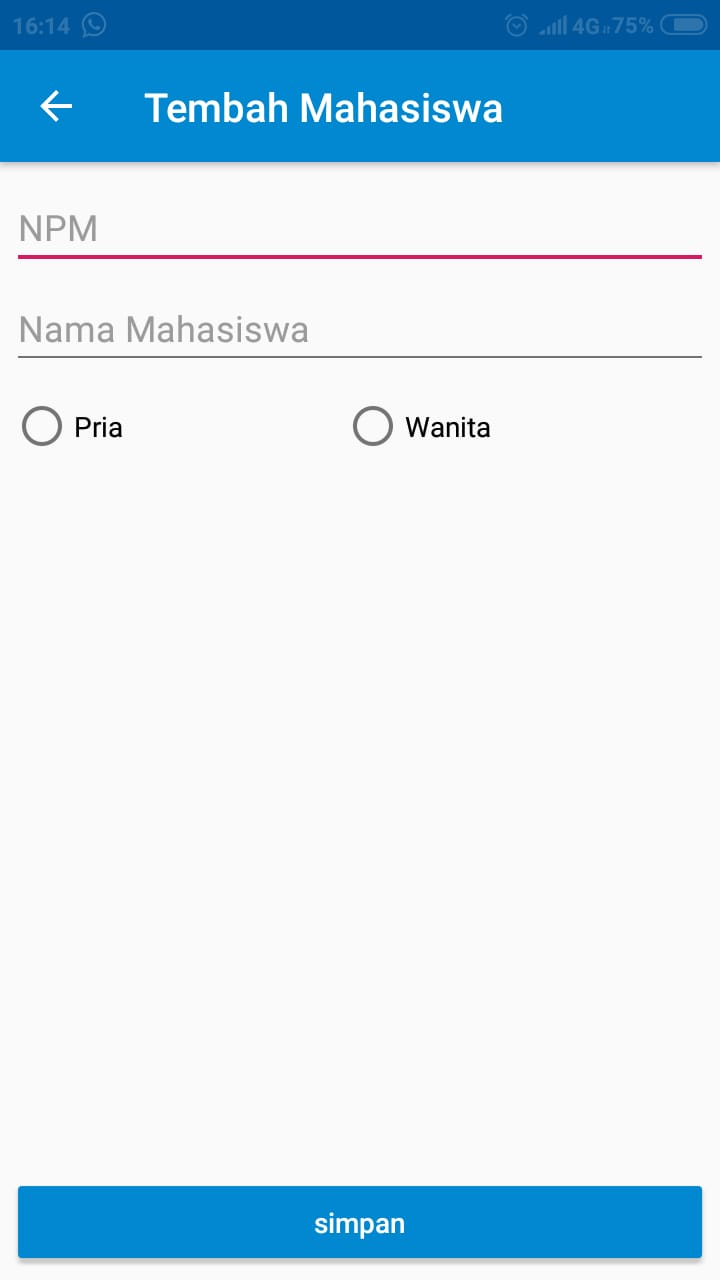 16:14 4G 75%
Tembah Mahasiswa
NPM
Nama Mahasiswa
Pria Wanita
simpan